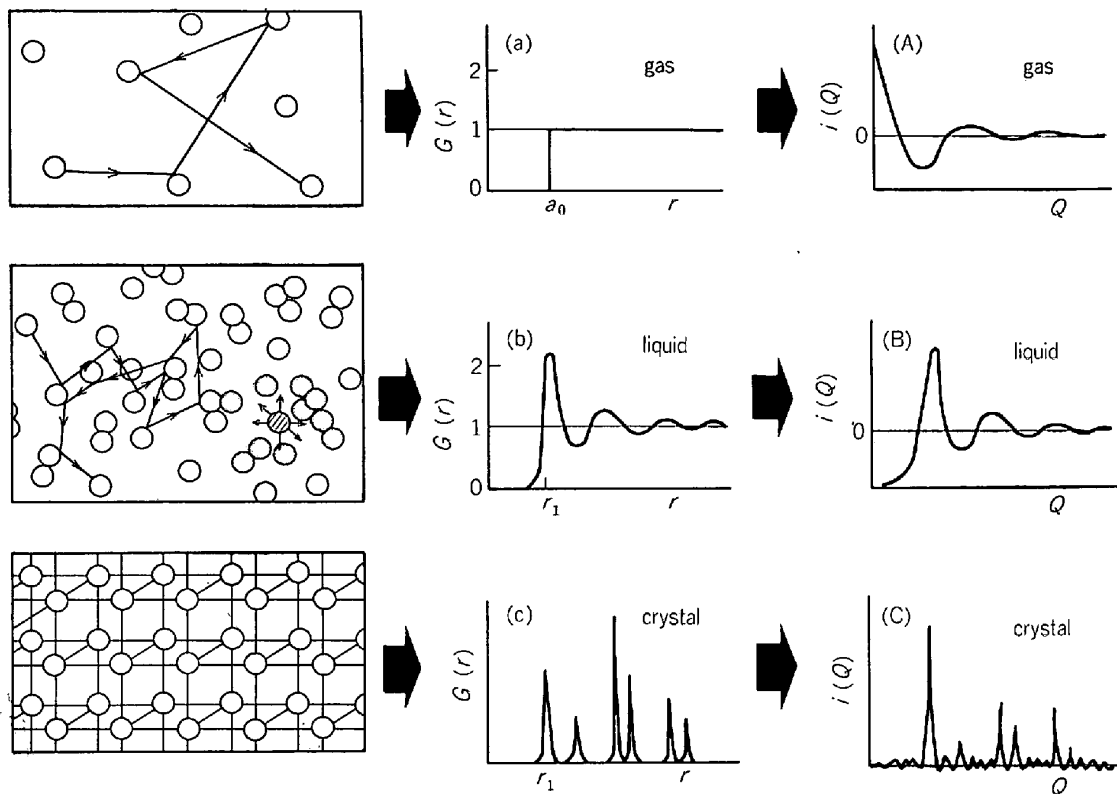 (a)
gas
2
1
0
G (r)
a₀
r
(A)
gas
i (Q)
0
Q
(b)
liquid
2
1
0
G (r)
r₁
r
(B)
liquid
i (Q)
0
Q
(c)
crystal
G (r)
r₁
r
(C)
crystal
i (Q)
Q